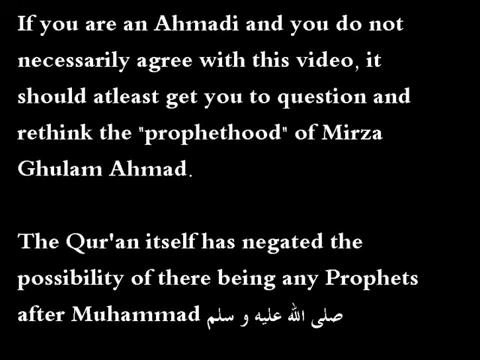 If you are an Ahmadi and you do not
necessarily agree with this video, it
should atleast get you to question and
rethink the "prophethood" of Mirza
Ghulam Ahmad.
The Qur'an itself has negated the
possibility of there being any Prophets
after Muhammad صلى الله عليه و سلم